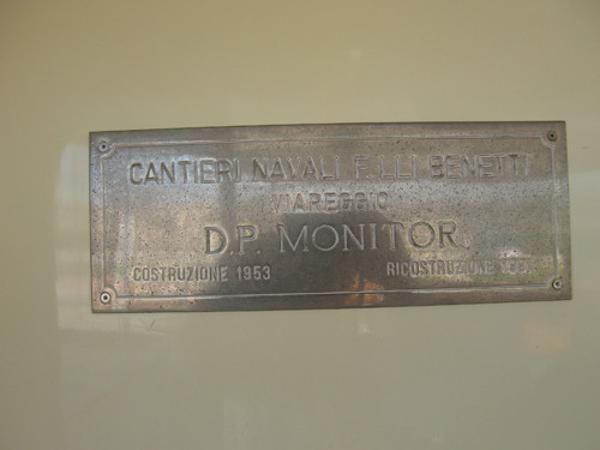 CANTIERI NAVALI F.LLI BENETTI
VIAREGGIO
D.P. MONITOR
COSTRUZIONE 1953 RICOSTRUZIONE